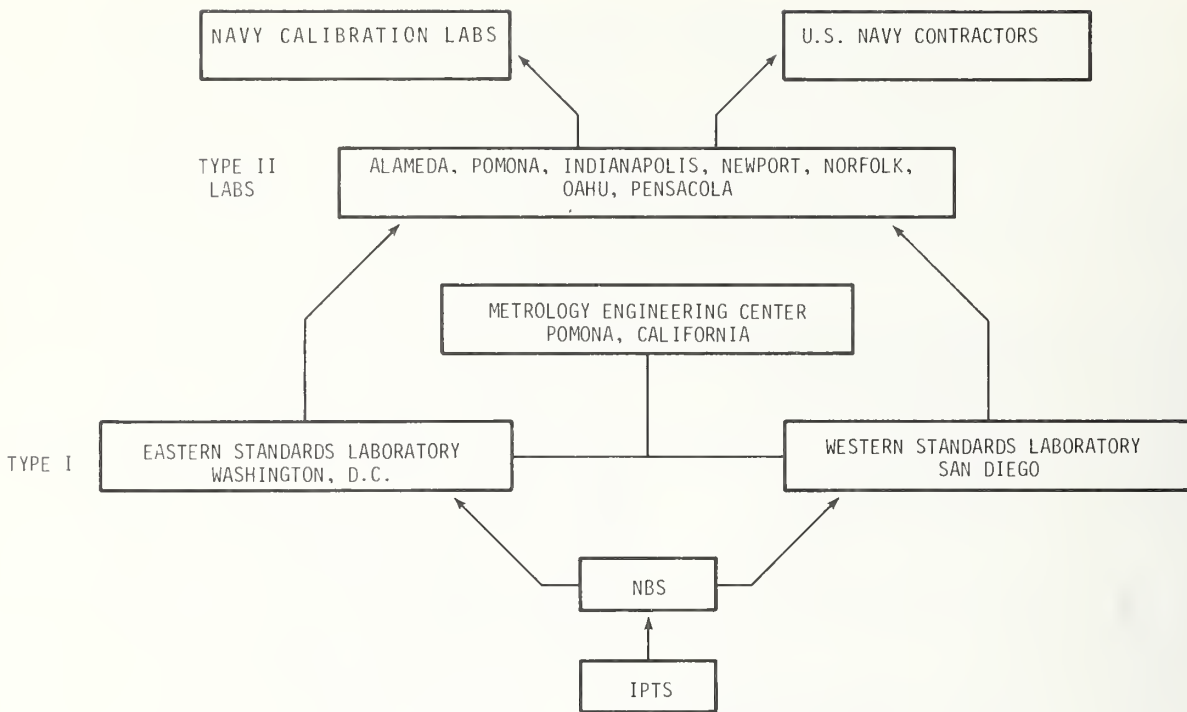 NAVY CALIBRATION LABS
U.S. NAVY CONTRACTORS
TYPE II
LABS
ALAMEDA, POMONA, INDIANAPOLIS, NEWPORT, NORFOLK,
OAHU, PENSACOLA
METROLOGY ENGINEERING CENTER
POMONA, CALIFORNIA
TYPE I
EASTERN STANDARDS LABORATORY
WASHINGTON, D.C.
WESTERN STANDARDS LABORATORY
SAN DIEGO
NBS
IPTS